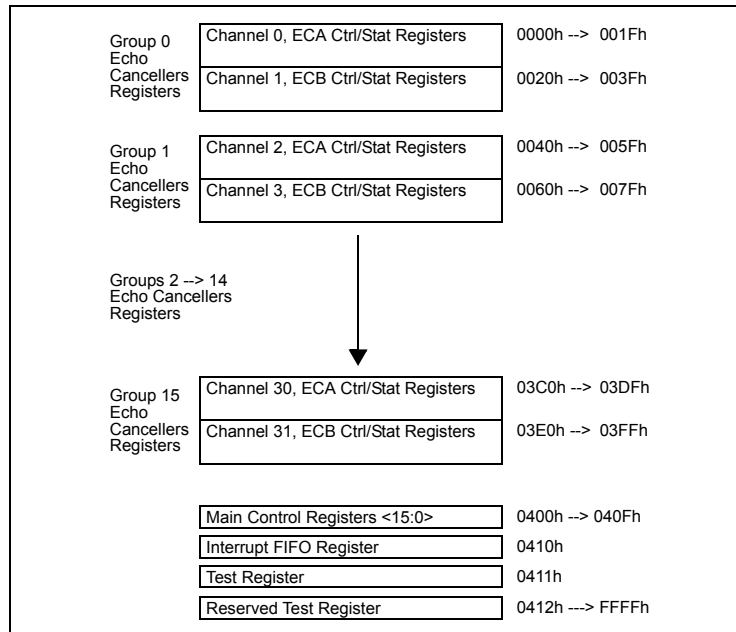 Group 0
Echo
Cancellers
Registers
Channel 0, ECA Ctrl/Stat Registers
0000h --> 001Fh
Channel 1, ECB Ctrl/Stat Registers
0020h --> 003Fh
Group 1
Echo
Cancellers
Registers
Channel 2, ECA Ctrl/Stat Registers
0040h --> 005Fh
Channel 3, ECB Ctrl/Stat Registers
0060h --> 007Fh
Groups 2 --> 14
Echo Cancellers
Registers
Group 15
Echo
Cancellers
Registers
Channel 30, ECA Ctrl/Stat Registers
03C0h --> 03DFh
Channel 31, ECB Ctrl/Stat Registers
03E0h --> 03FFh
Main Control Registers <15:0>
0400h --> 040Fh
Interrupt FIFO Register
0410h
Test Register
0411h
Reserved Test Register
0412h ---> FFFFh